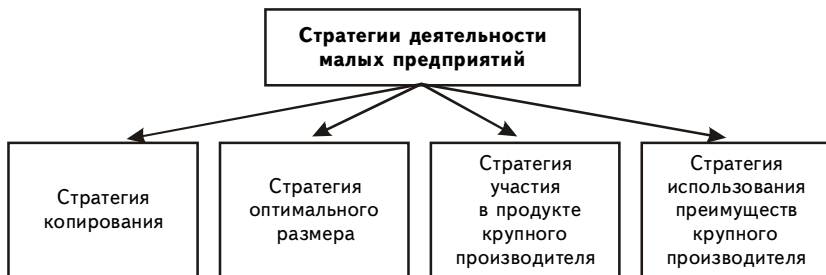 Стратегии деятельности
малых предприятий
Стратегия
копирования
Стратегия
оптимального
размера
Стратегия
участия
в продукте
крупного
производителя
Стратегия
использования
преимуществ
крупного
производителя